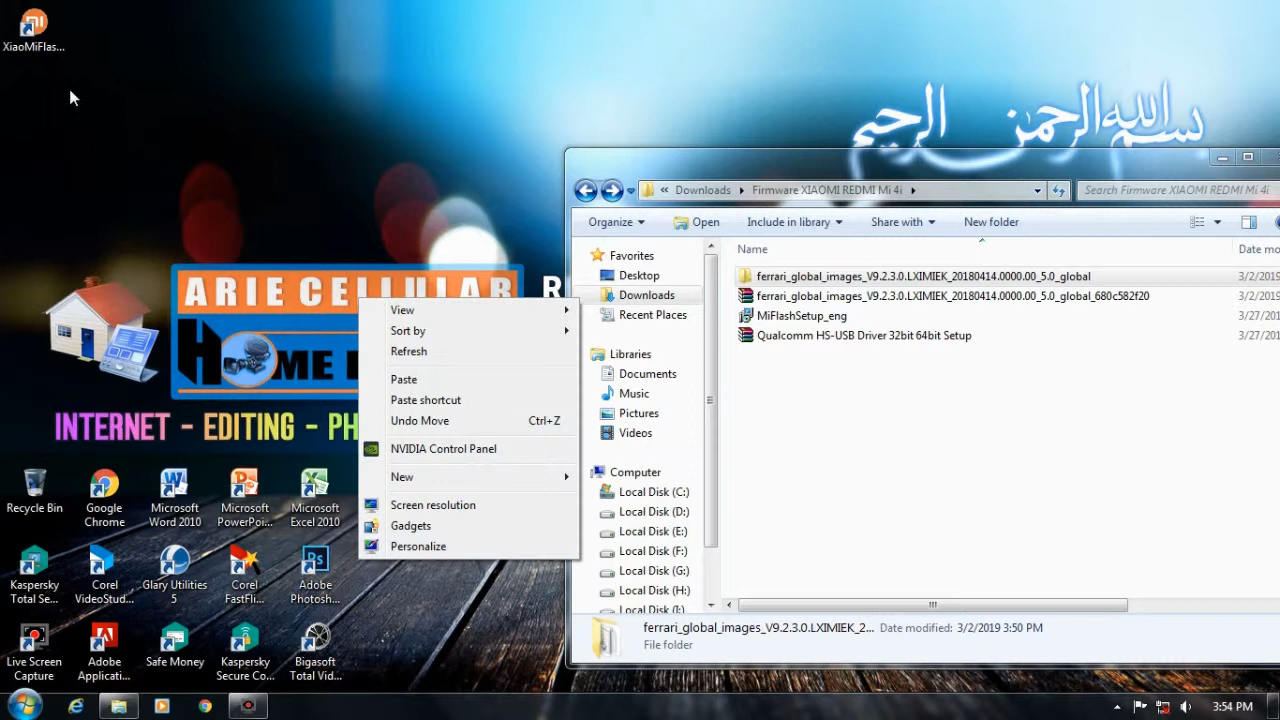 XiaoMiFlas...
بسم الله الرحمن الرحيم
« Downloads Firmware XIAOMI REDMI Mi 4i
Search Firmware XIAOMI REDMI Mi 4i
Organize Open Include in library Share with New folder
Name Date mo
Favorites
Desktop
Downloads
Recent Places
Libraries
Documents
Music
Pictures
Videos
Computer
Local Disk (C:)
Local Disk (D:)
Local Disk (E:)
Local Disk (F:)
Local Disk (G:)
Local Disk (H:)
Local Disk (I:)
ferrari_global_images_V9.2.3.0.LXIMIEK_20180414.0000.00_5.0_global 3/2/2019
ferrari_global_images_V9.2.3.0.LXIMIEK_20180414.0000.00_5.0_global_680c582f20 3/2/2019
MiFlashSetup_eng 3/27/201
Qualcomm HS-USB Driver 32bit 64bit Setup 3/27/201
ferrari_global_images_V9.2.3.0.LXIMIEK_2... Date modified: 3/2/2019 3:50 PM
File folder
ARIE CELLULAR R
HOME
INTERNET - EDITING - PH
View
Sort by
Refresh
Paste
Paste shortcut
Undo Move Ctrl+Z
NVIDIA Control Panel
New
Screen resolution
Gadgets
Personalize
Recycle Bin
Google Chrome
Microsoft Word 2010
Microsoft PowerPoi...
Microsoft Excel 2010
Kaspersky Total Se...
Corel VideoStud...
Glary Utilities 5
Corel FastFli...
Adobe Photosh...
Live Screen Capture
Adobe Applicati...
Safe Money
Kaspersky Secure Co...
Bigasoft Total Vid...
3:54 PM